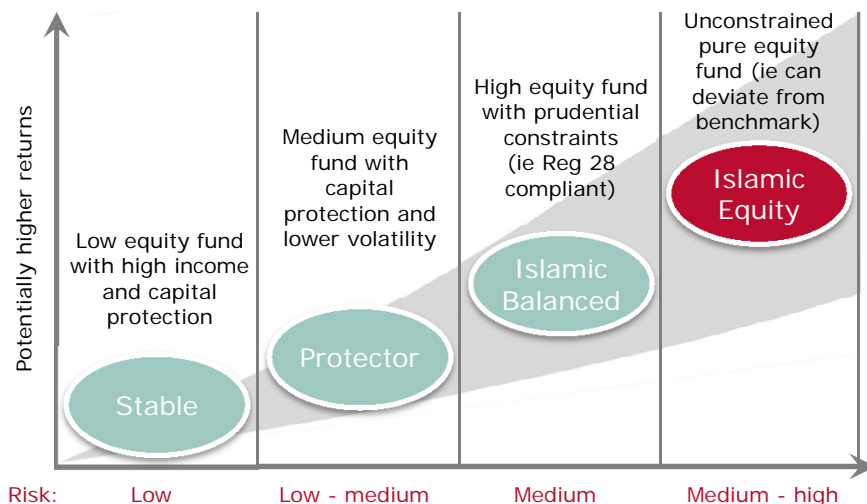 Potentially higher returns
Low equity fund
with high income
and capital
protection
Stable
Medium equity
fund with
capital
protection and
lower volatility
Protector
High equity fund
with prudential
constraints
(ie Reg 28
compliant)
Islamic
Balanced
Unconstrained
pure equity
fund (ie can
deviate from
benchmark)
Islamic
Equity
Risk: Low Low - medium Medium Medium - high